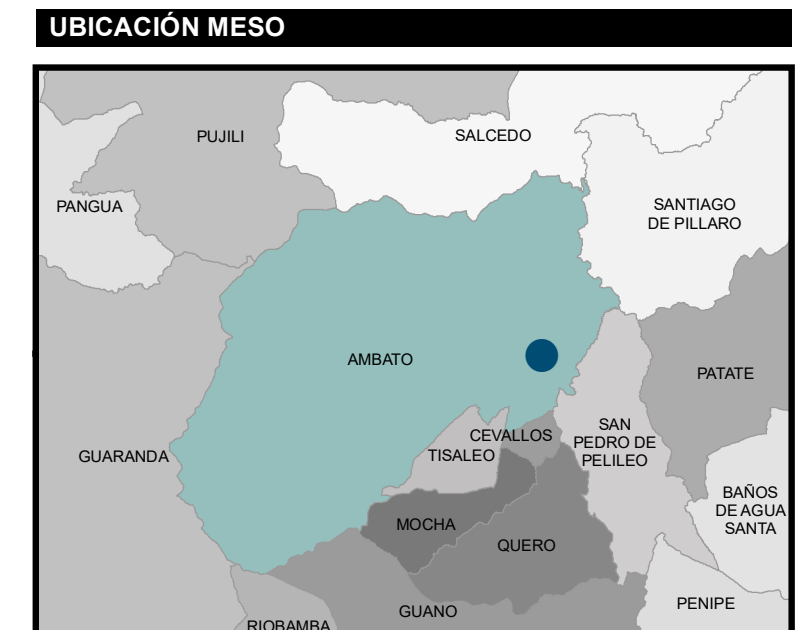 UBICACIÓN MESO
PUJILI
SALCEDO
PANGUA
SANTIAGO
DE PILLARO
AMBATO
PATATE
GUARANDA
TISALEO
CEVALLOS
SAN
PEDRO DE
PELILEO
BAÑOS
DE AGUA
SANTA
MOCHA
QUERO
GUANO
PENIPE
RIOBAMBA